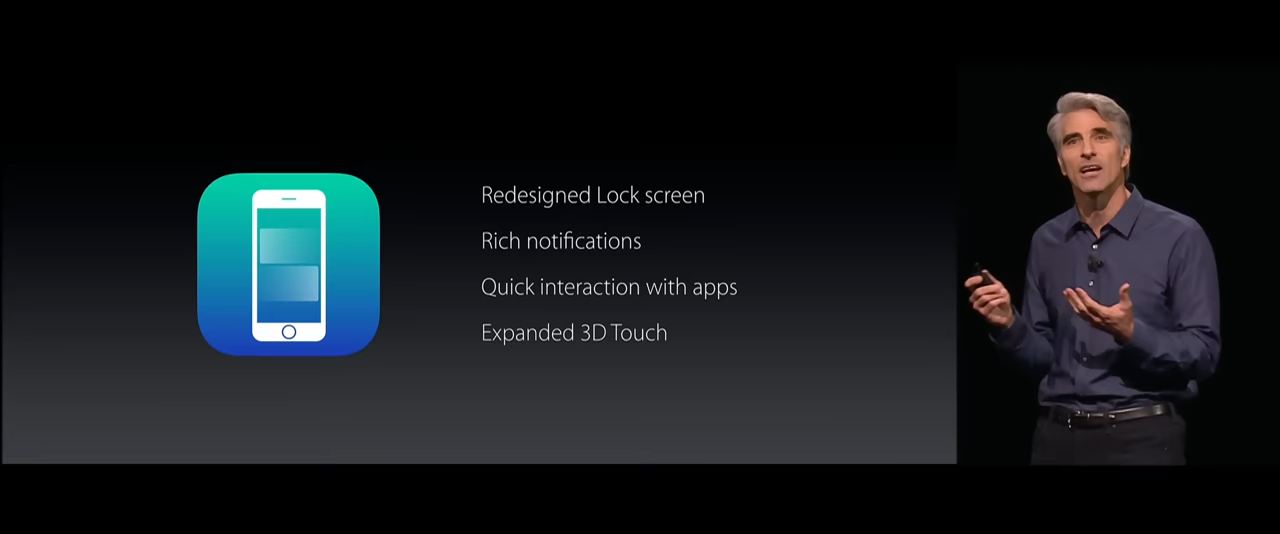 Redesigned Lock screen
Rich notifications
Quick interaction with apps
Expanded 3D Touch